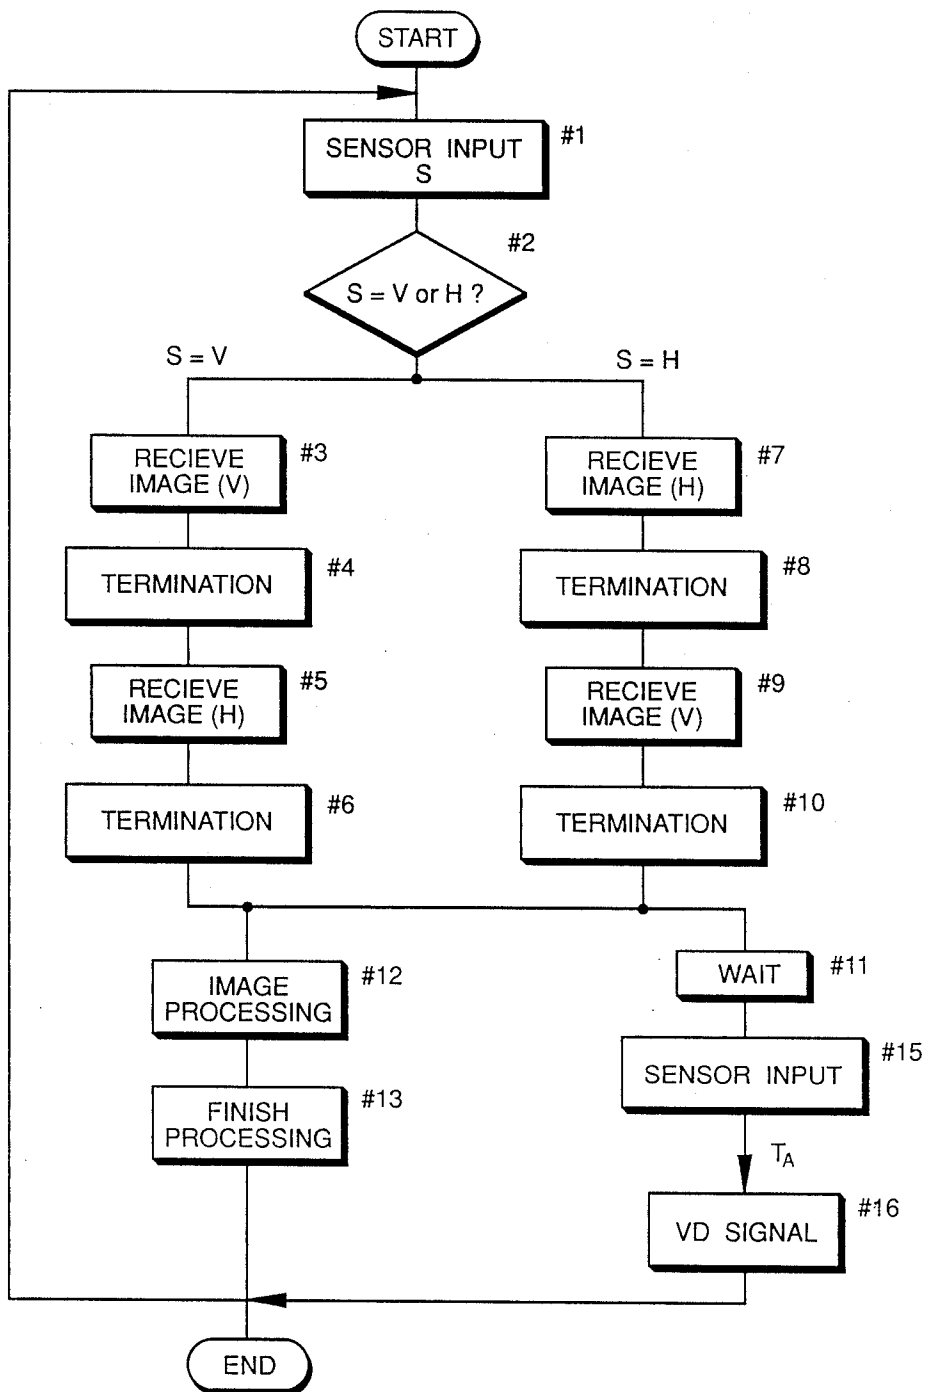 START
SENSOR INPUT
S
#1
#2
S = V or H ?
S = V
S = H
RECIEVE
IMAGE (V)
#3
RECIEVE
IMAGE (H)
#7
TERMINATION
#4
TERMINATION
#8
RECIEVE
IMAGE (H)
#5
RECIEVE
IMAGE (V)
#9
TERMINATION
#6
TERMINATION
#10
IMAGE
PROCESSING
#12
WAIT
#11
SENSOR INPUT
#15
FINISH
PROCESSING
#13
TA
VD SIGNAL
#16
END